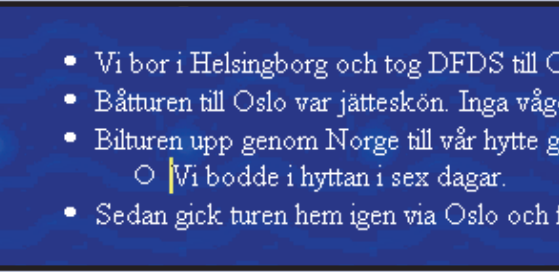 • Vi bor i Helsingborg och tog DFDS till
• Båtturen till Oslo var jätteskön. Inga
• Bilturen upp genom Norge till vår hytte
○ Vi bodde i hyttan i sex dagar.
• Sedan gick turen hem igen via Oslo och